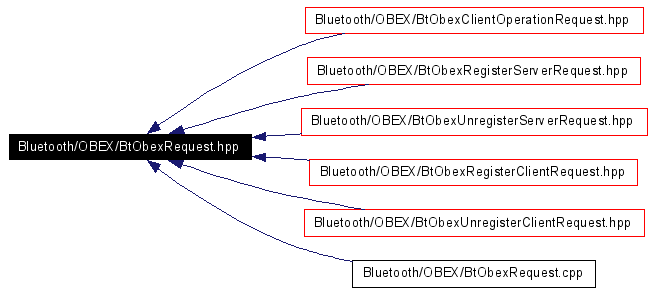 Bluetooth/OBEX/BtObexClientOperationRequest.hpp
Bluetooth/OBEX/BtObexRegisterServerRequest.hpp
Bluetooth/OBEX/BtObexUnregisterServerRequest.hpp
Bluetooth/OBEX/BtObexRequest.hpp
Bluetooth/OBEX/BtObexRegisterClientRequest.hpp
Bluetooth/OBEX/BtObexUnregisterClientRequest.hpp
Bluetooth/OBEX/BtObexRequest.cpp